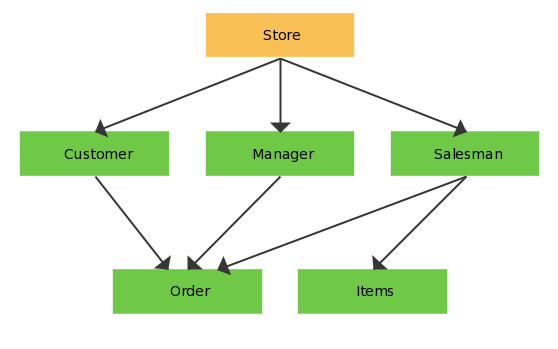 Store
Customer
Manager
Salesman
Order
Items